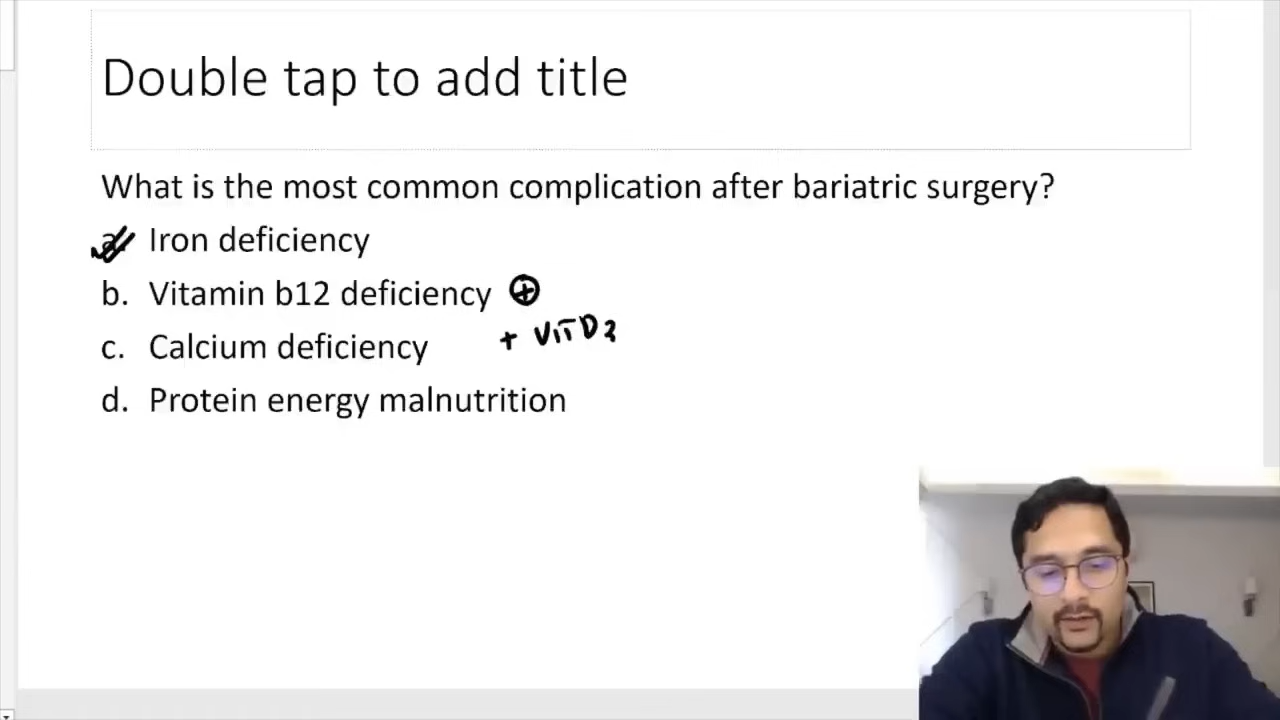 Double tap to add title
What is the most common complication after bariatric surgery?
a. Iron deficiency
b. Vitamin b12 deficiency +
+ VIT D3
c. Calcium deficiency
d. Protein energy malnutrition